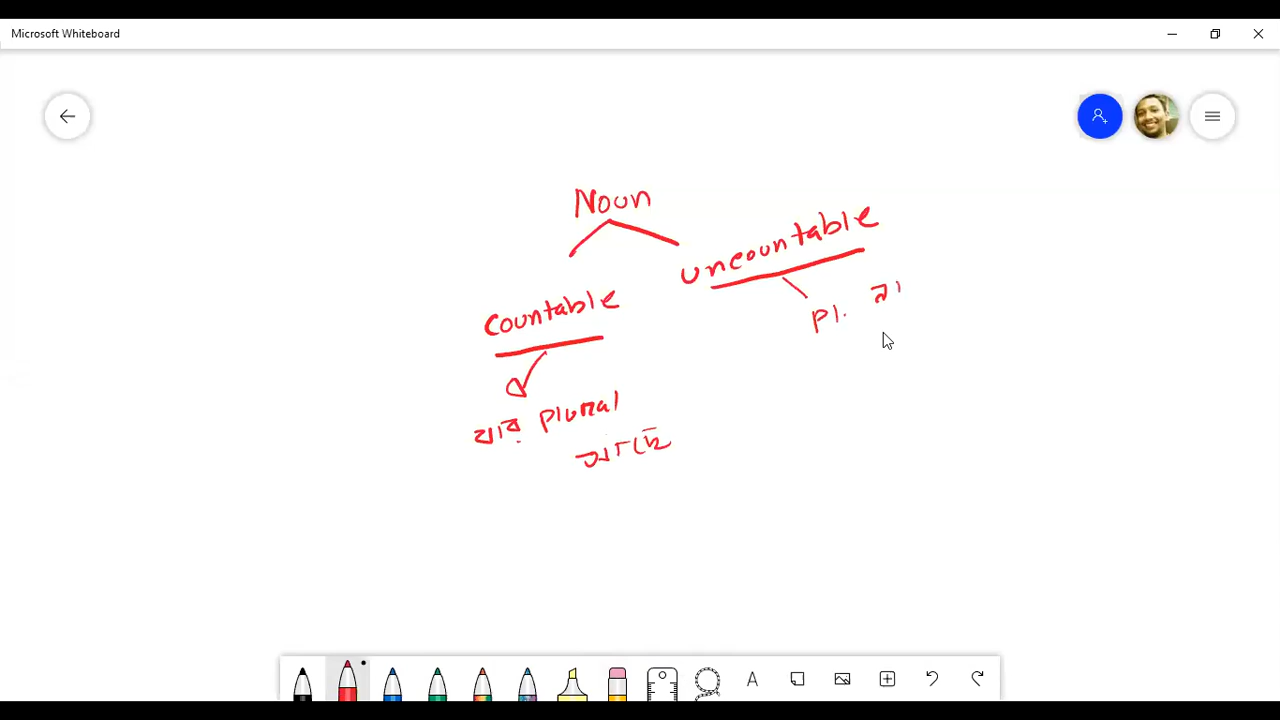 Microsoft Whiteboard
Noun
uncountable
Countable
Pl. না
যার Plural
আছে